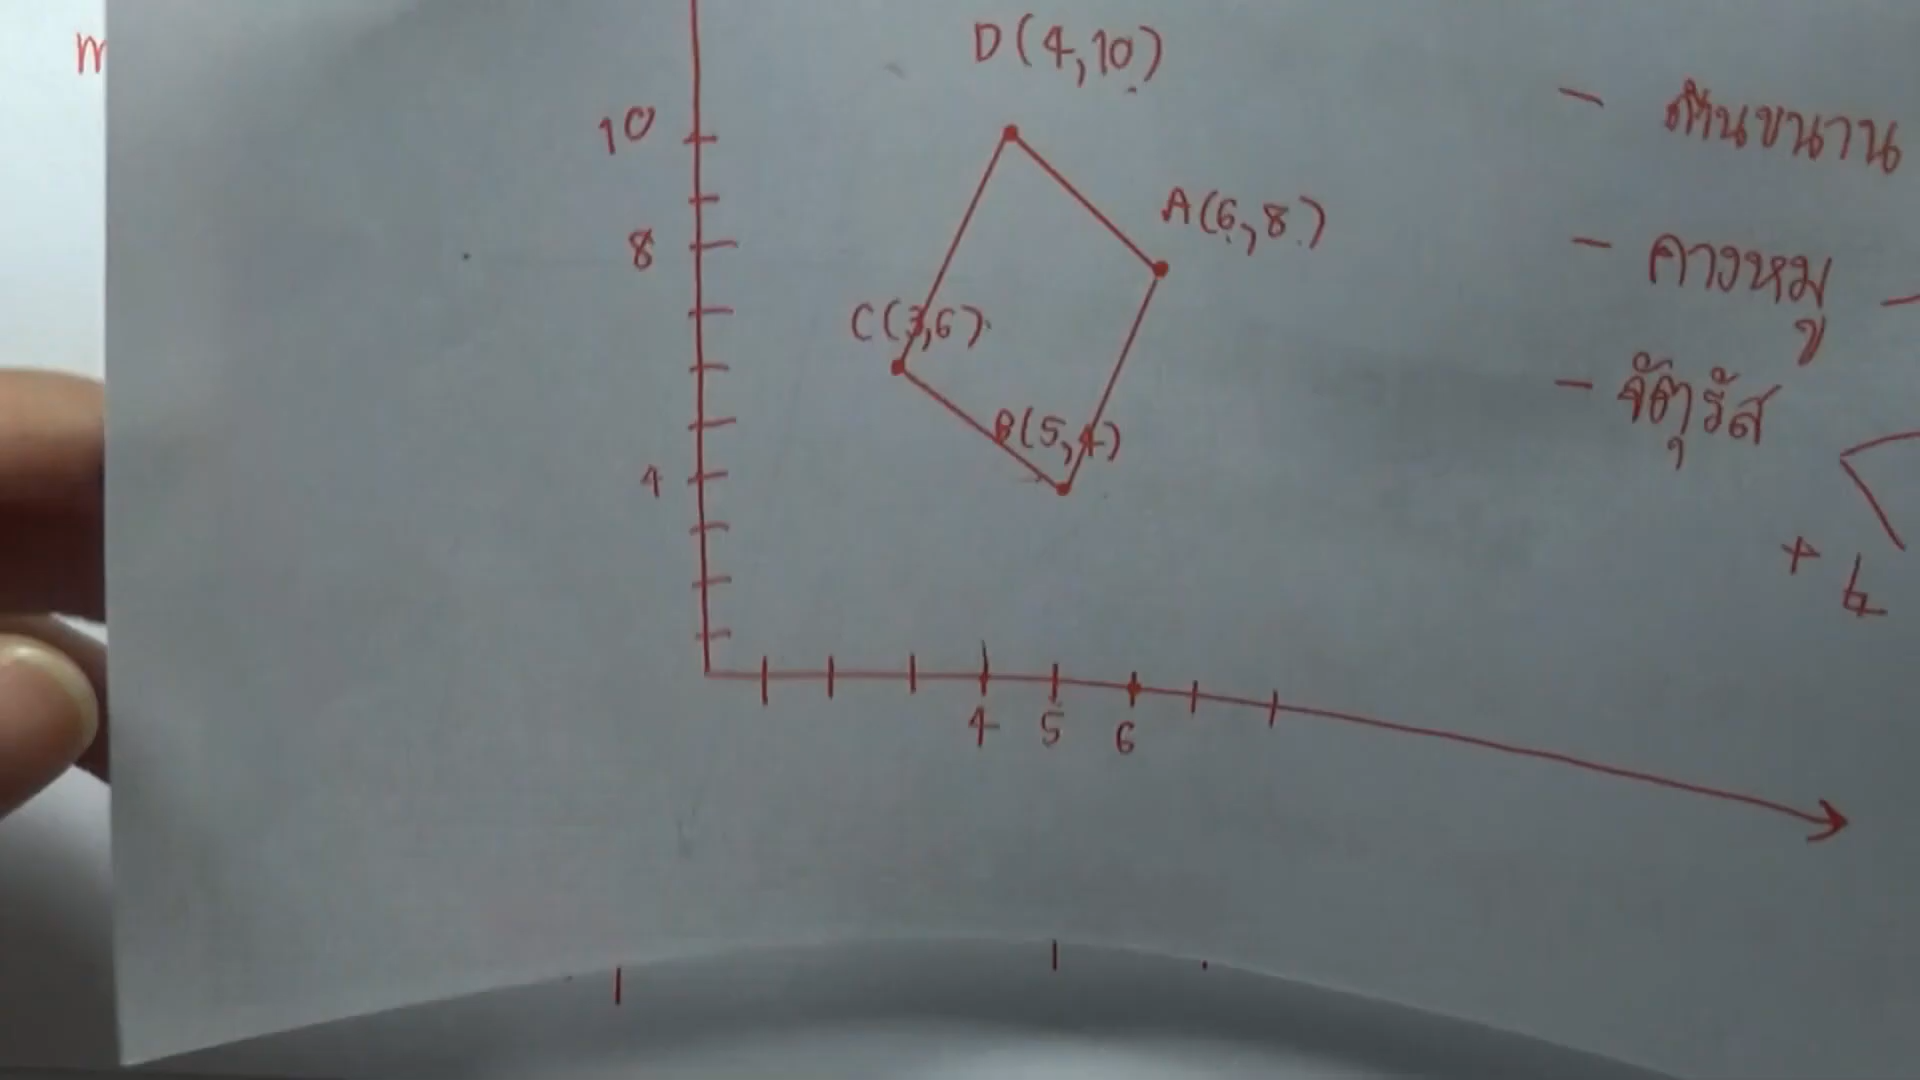 m
D(4,10)
10
A(6,8)
8
C(3,6)
B(5,4)
4
4 5 6
- ด้านขนาน
- คางหมู -
- จัตุรัส
+